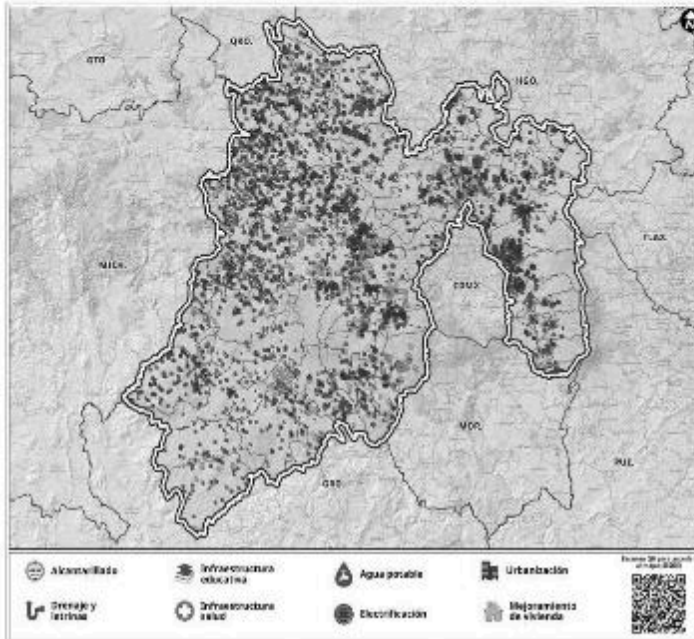 QRO.
GTO.
HGO.
MICH.
TLAX.
CDMX
MOR.
PUE.
GRO.
Alcantarillado
Infraestructura
educativa
Agua potable
Urbanización
Drenaje y
letrinas
Infraestructura
salud
Electrificación
Mejoramiento
de vivienda